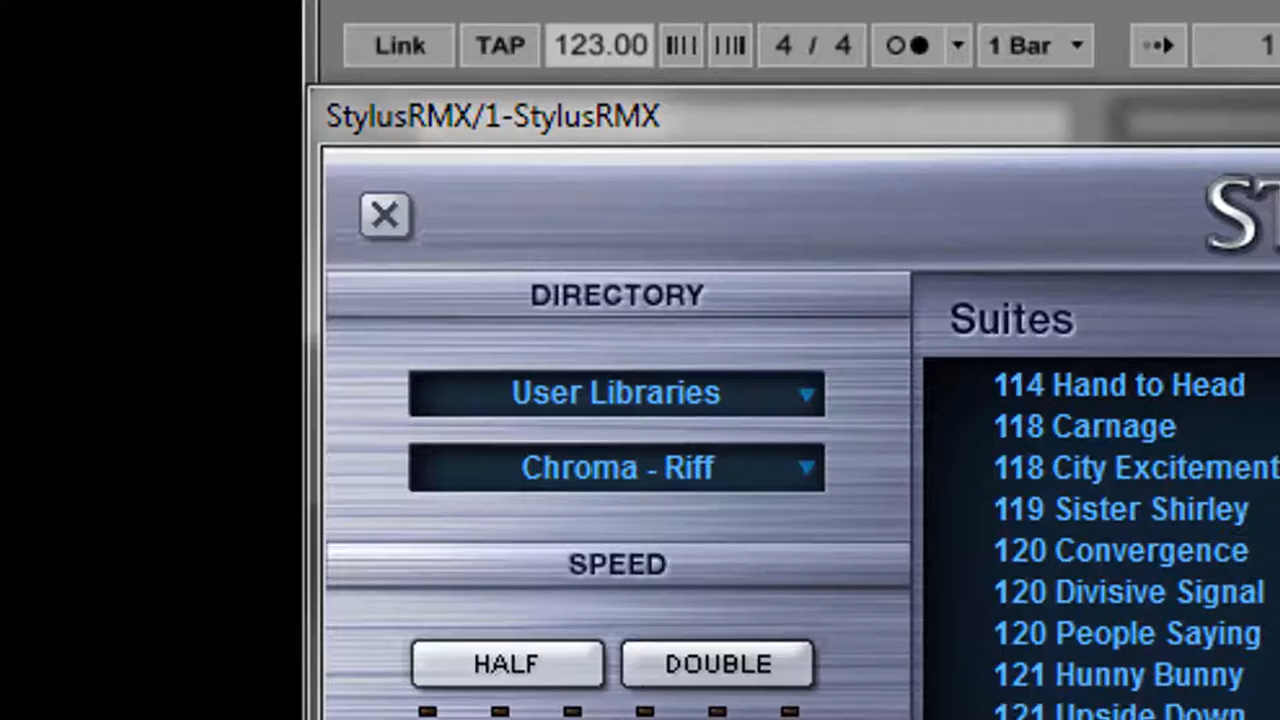 Link TAP 123.00 4 / 4 1 Bar 1
StylusRMX/1-StylusRMX
ST
DIRECTORY
Suites
User Libraries
Chroma - Riff
SPEED
HALF DOUBLE
114 Hand to Head
118 Carnage
118 City Excitement
119 Sister Shirley
120 Convergence
120 Divisive Signal
120 People Saying
121 Hunny Bunny
121 Upside Down